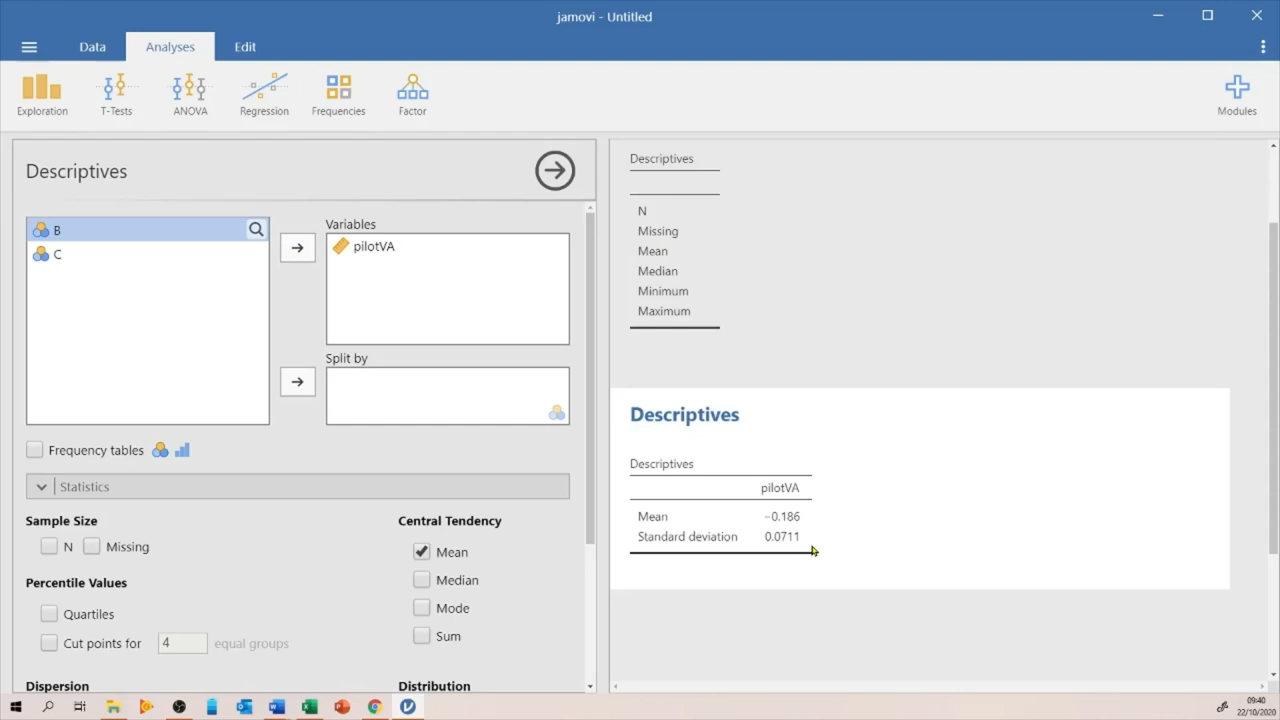 jamovi - Untitled
Data
Analyses
Edit
Exploration
T-Tests
ANOVA
Regression
Frequencies
Factor
Modules
Descriptives
B
C
Variables
pilotVA
Split by
Frequency tables
Statistics
Sample Size
N
Missing
Percentile Values
Quartiles
Cut points for 4 equal groups
Dispersion
Central Tendency
Mean
Median
Mode
Sum
Distribution
Descriptives
N
Missing
Mean
Median
Minimum
Maximum
Descriptives
Descriptives
pilotVA
Mean −0.186
Standard deviation 0.0711
09:40
22/10/2020